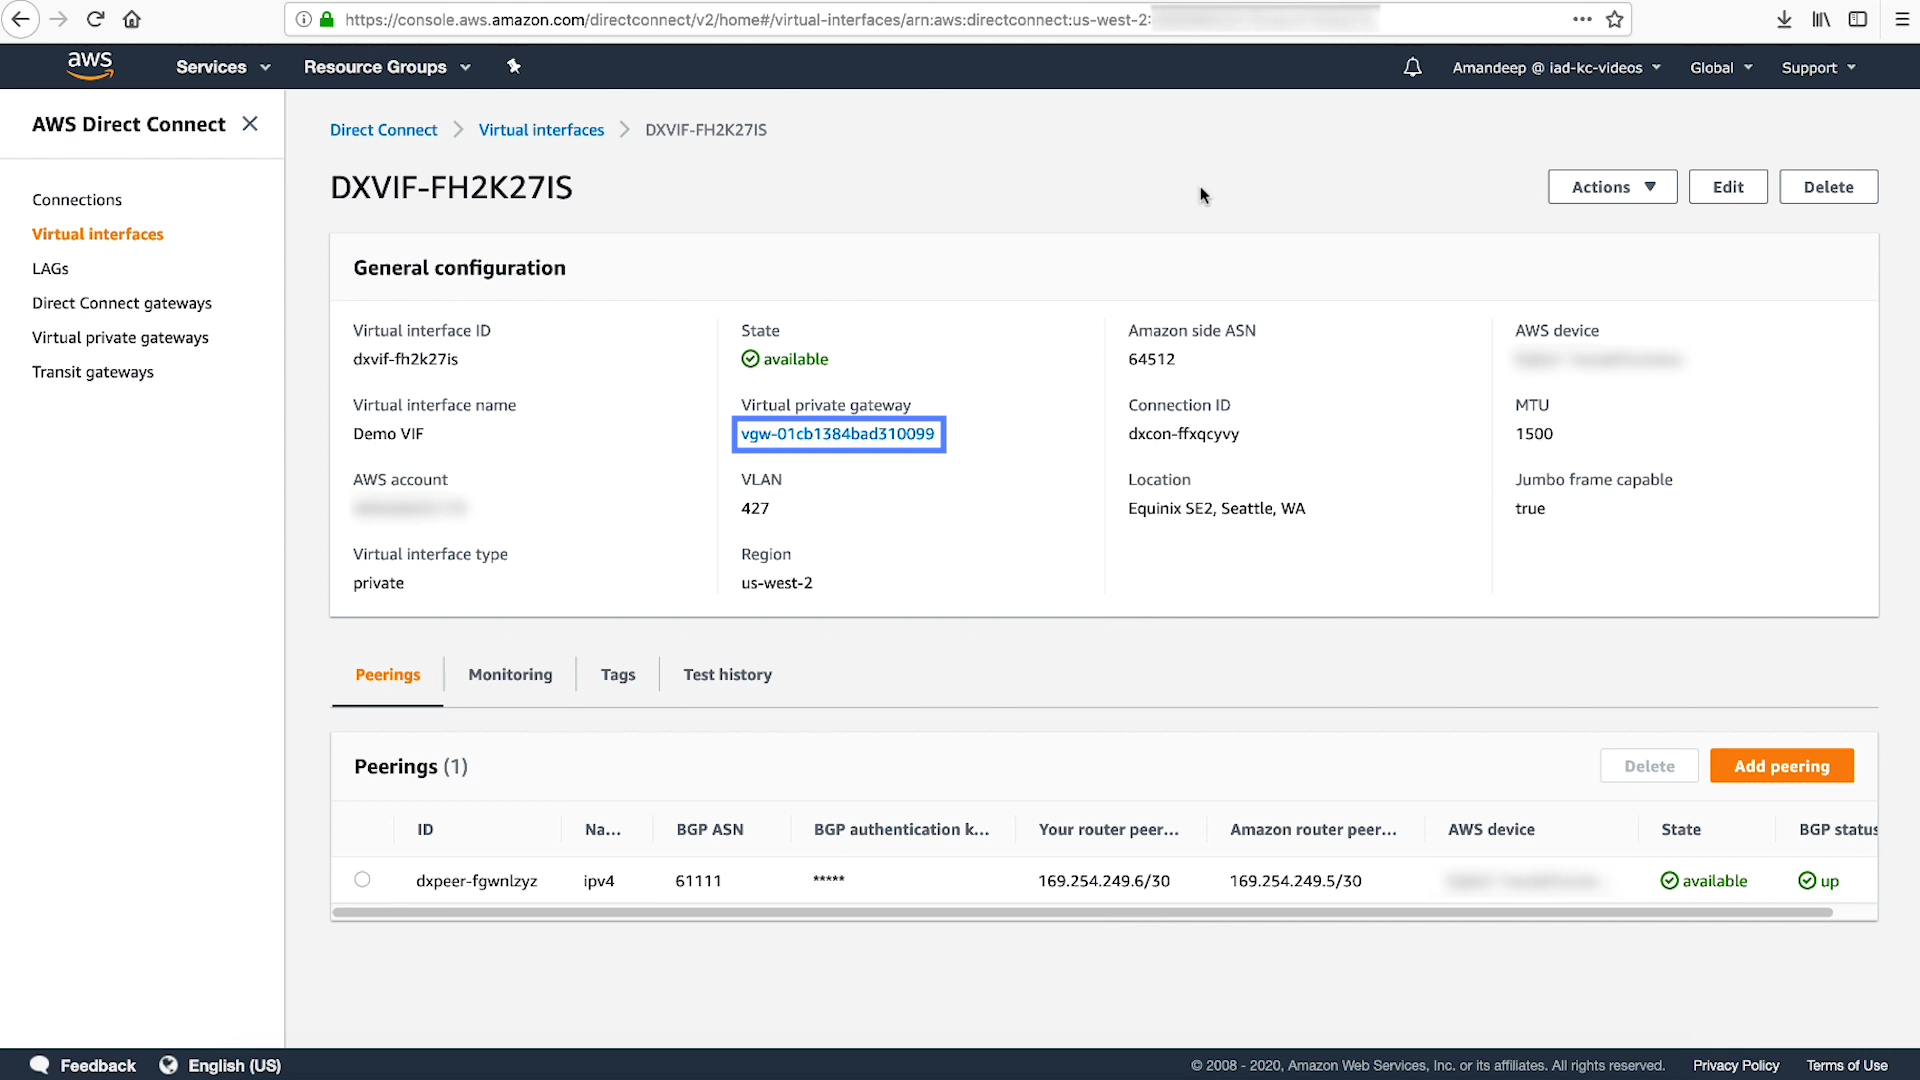 https://console.aws.amazon.com/directconnect/v2/home#/virtual-interfaces/arn:aws:directconnect:us-west-2:
aws
Services
Resource Groups
Amandeep @ iad-kc-videos
Global
Support
AWS Direct Connect
Connections
Virtual interfaces
LAGs
Direct Connect gateways
Virtual private gateways
Transit gateways
Direct Connect > Virtual interfaces > DXVIF-FH2K27IS
DXVIF-FH2K27IS
Actions
Edit
Delete
General configuration
Virtual interface ID
dxvif-fh2k27is
Virtual interface name
Demo VIF
AWS account
Virtual interface type
private
State
available
Virtual private gateway
vgw-01cb1384bad310099
VLAN
427
Region
us-west-2
Amazon side ASN
64512
Connection ID
dxcon-ffxqcyvy
Location
Equinix SE2, Seattle, WA
AWS device
MTU
1500
Jumbo frame capable
true
Peerings
Monitoring
Tags
Test history
Peerings (1)
Delete
Add peering
ID Na... BGP ASN BGP authentication k... Your router peer... Amazon router peer... AWS device State BGP status
dxpeer-fgwnlzyz ipv4 61111 ***** 169.254.249.6/30 169.254.249.5/30 available up
Feedback
English (US)
© 2008 - 2020, Amazon Web Services, Inc. or its affiliates. All rights reserved.
Privacy Policy
Terms of Use